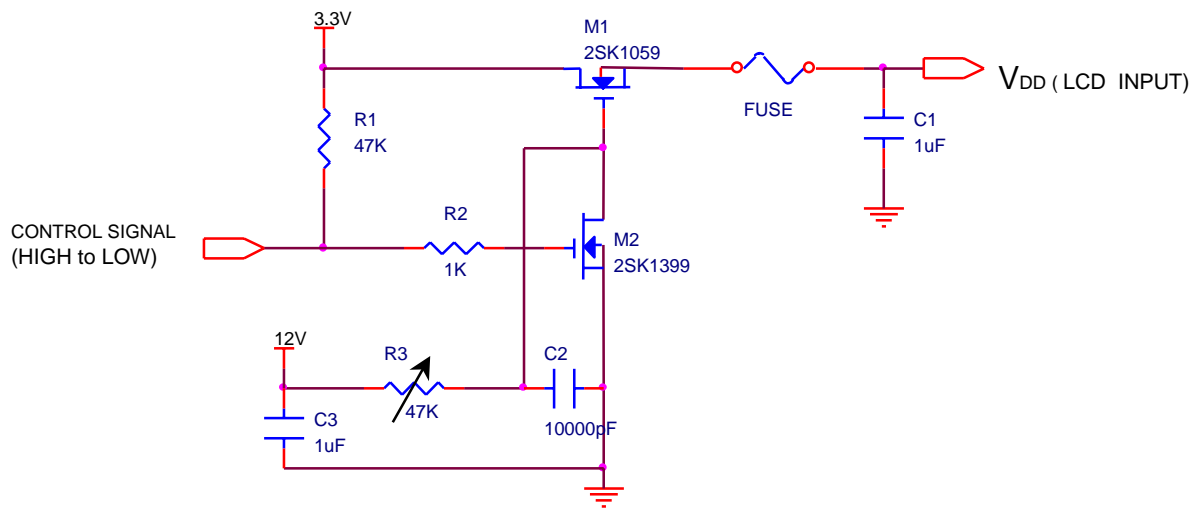 3.3V
M1
2SK1059
FUSE
VDD ( LCD INPUT)
R1
47K
C1
1uF
CONTROL SIGNAL
(HIGH to LOW)
R2
1K
M2
2SK1399
12V
R3
47K
C2
10000pF
C3
1uF